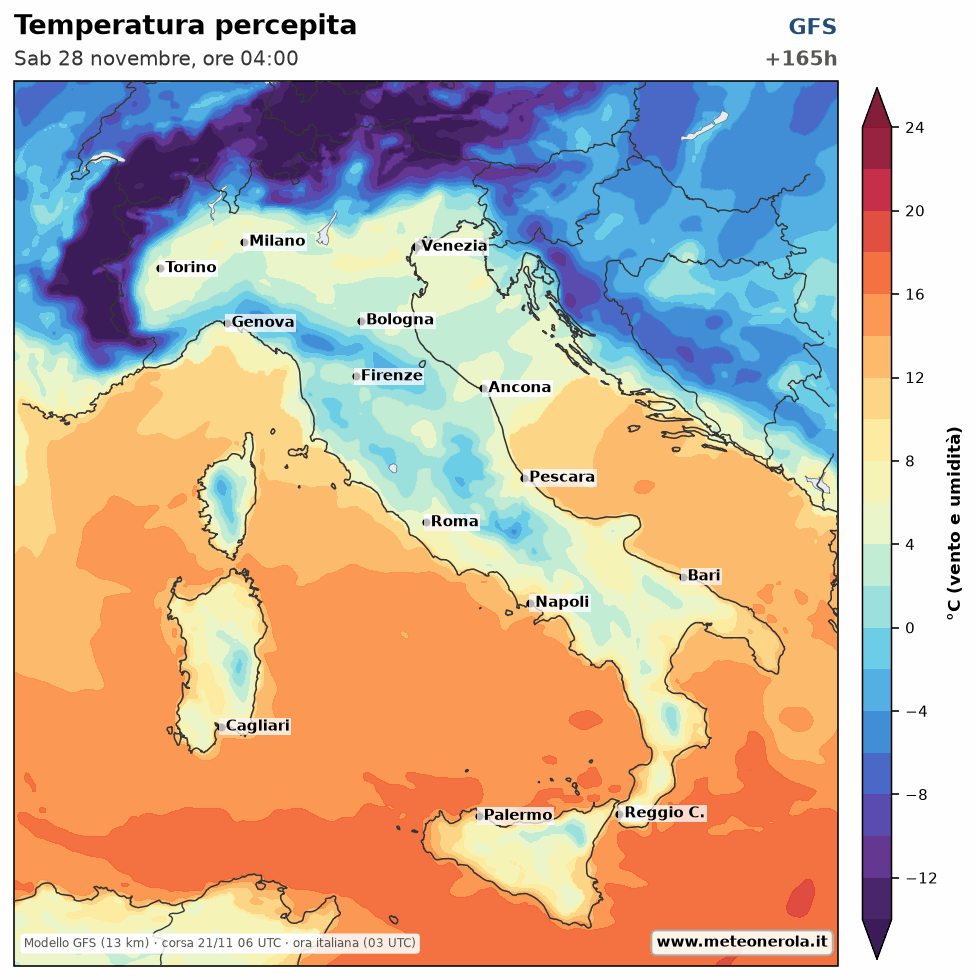 Temperatura percepita
GFS
Sab 28 novembre, ore 04:00
+165h
Milano
Venezia
Torino
Genova
Bologna
Firenze
Ancona
Pescara
Roma
Bari
Napoli
Cagliari
Palermo
Reggio C.
24
20
16
12
8
4
0
−4
−8
−12
°C (vento e umidità)
Modello GFS (13 km) · corsa 21/11 06 UTC · ora italiana (03 UTC)
www.meteonerola.it